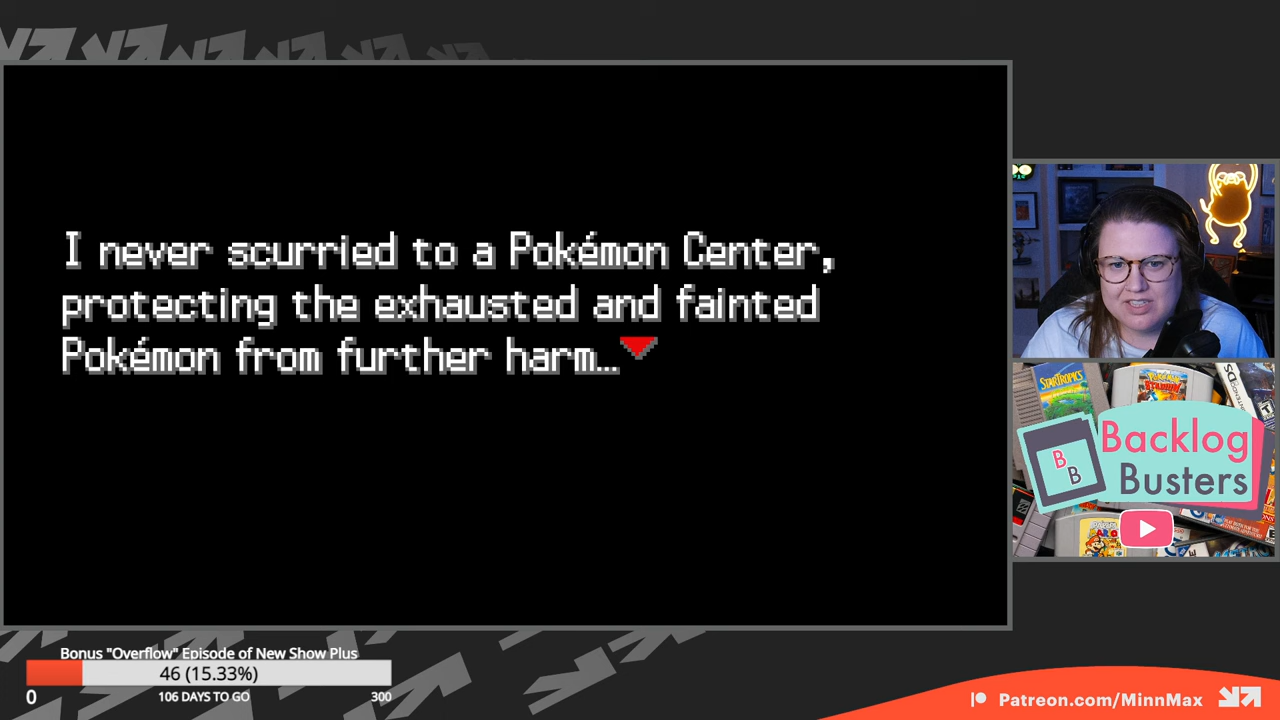 I never scurried to a Pokémon Center,
protecting the exhausted and fainted
Pokémon from further harm…
STARTROPICS
Backlog
Busters
B
B
Bonus "Overflow" Episode of New Show Plus
46 (15.33%)
0
106 DAYS TO GO
300
Patreon.com/MinnMax